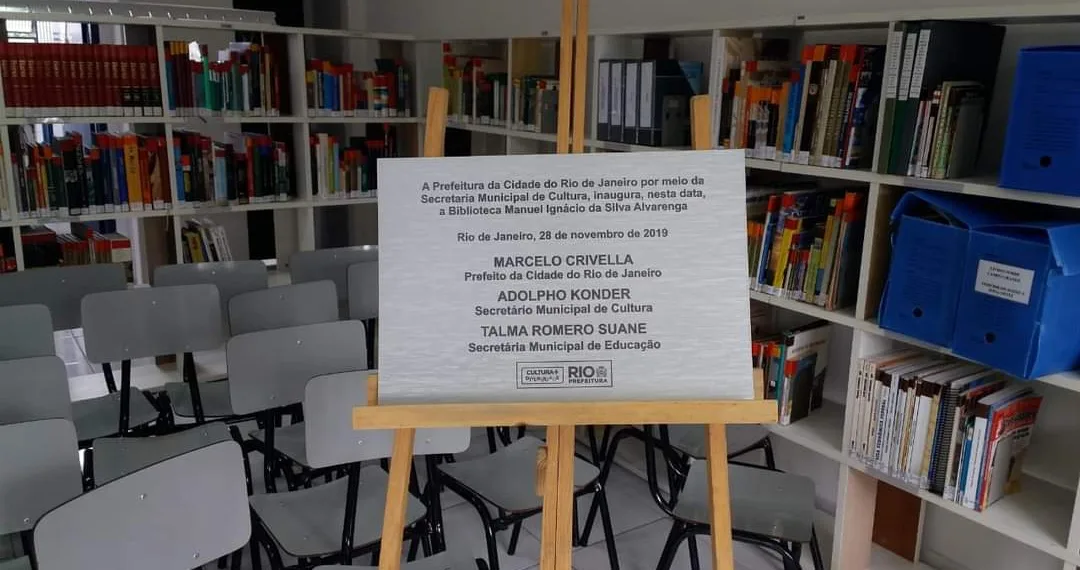 A Prefeitura da Cidade do Rio de Janeiro por meio da
Secretaria Municipal de Cultura, inaugura, nesta data,
a Biblioteca Manuel Ignácio da Silva Alvarenga
Rio de Janeiro, 28 de novembro de 2019
MARCELO CRIVELLA
Prefeito da Cidade do Rio de Janeiro
ADOLPHO KONDER
Secretário Municipal de Cultura
TALMA ROMERO SUANE
Secretária Municipal de Educação
CULTURA+
DIVERSIDADE
RIO
PREFEITURA